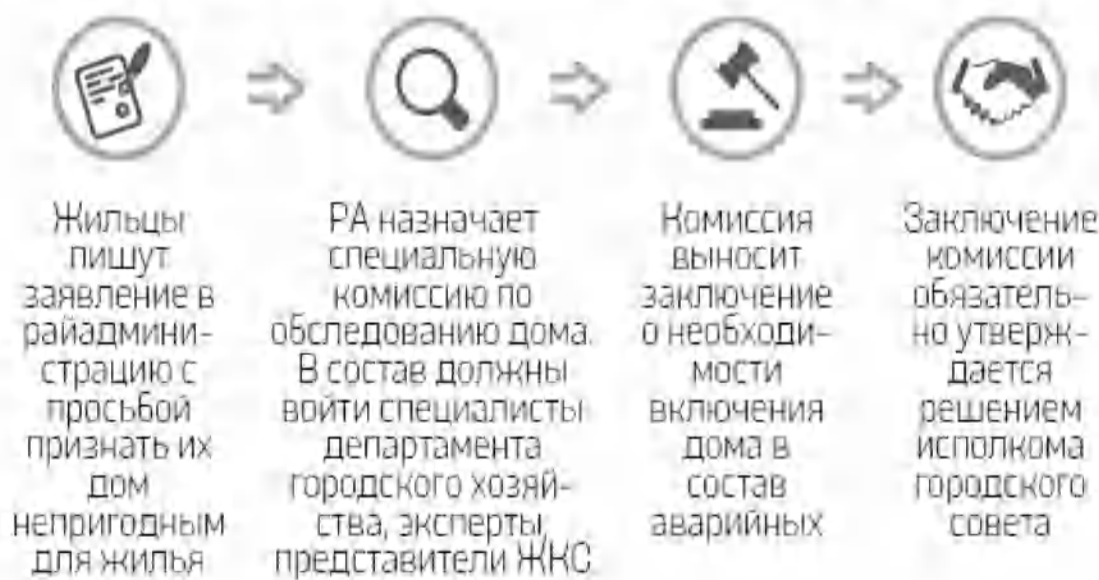 Жильцы
пишут
заявление в
райадмини-
страцию с
просьбой
признать их
дом
непригодным
для жилья
РА назначает
специальную
комиссию по
обследованию дома.
В состав должны
войти специалисты
департамента
городского хозяй-
ства, эксперты,
представители ЖКС
Комиссия
выносит
заключение
о необходи-
мости
включения
дома в
состав
аварийных
Заключение
комиссии
обязатель-
но утверж-
дается
решением
исполкома
городского
совета